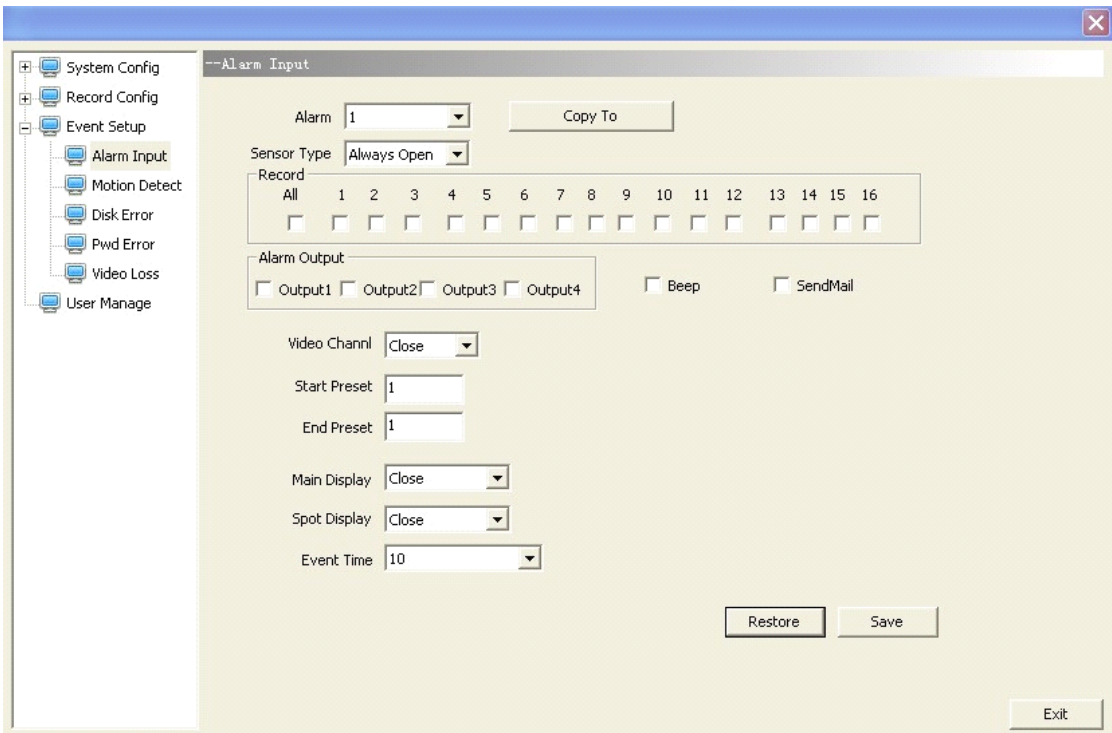 System Config
Record Config
Event Setup
Alarm Input
Motion Detect
Disk Error
Pwd Error
Video Loss
User Manage
--Alarm Input
Alarm 1 Copy To
Sensor Type Always Open
Record
All 1 2 3 4 5 6 7 8 9 10 11 12 13 14 15 16
Alarm Output
Output1 Output2 Output3 Output4 Beep SendMail
Video Channl Close
Start Preset 1
End Preset 1
Main Display Close
Spot Display Close
Event Time 10
Restore Save
Exit